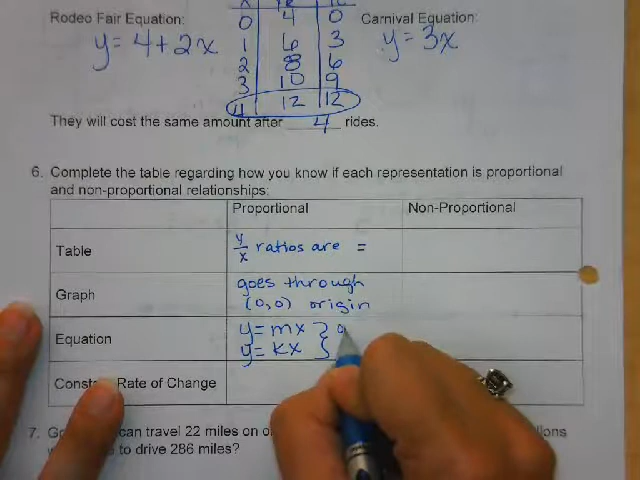 Rodeo Fair Equation:
y = 4 + 2x
0 4 0
1 6 3
2 8 6
3 10 9
4 12 12
Carnival Equation:
y = 3x
They will cost the same amount after 4 rides.
6. Complete the table regarding how you know if each representation is proportional
and non-proportional relationships:
Proportional Non-Proportional
Table y/x ratios are =
Graph goes through
(0,0) origin
Equation y = mx }
y = kx
Rate of Change
7. can travel 22 miles on
to drive 286 miles?